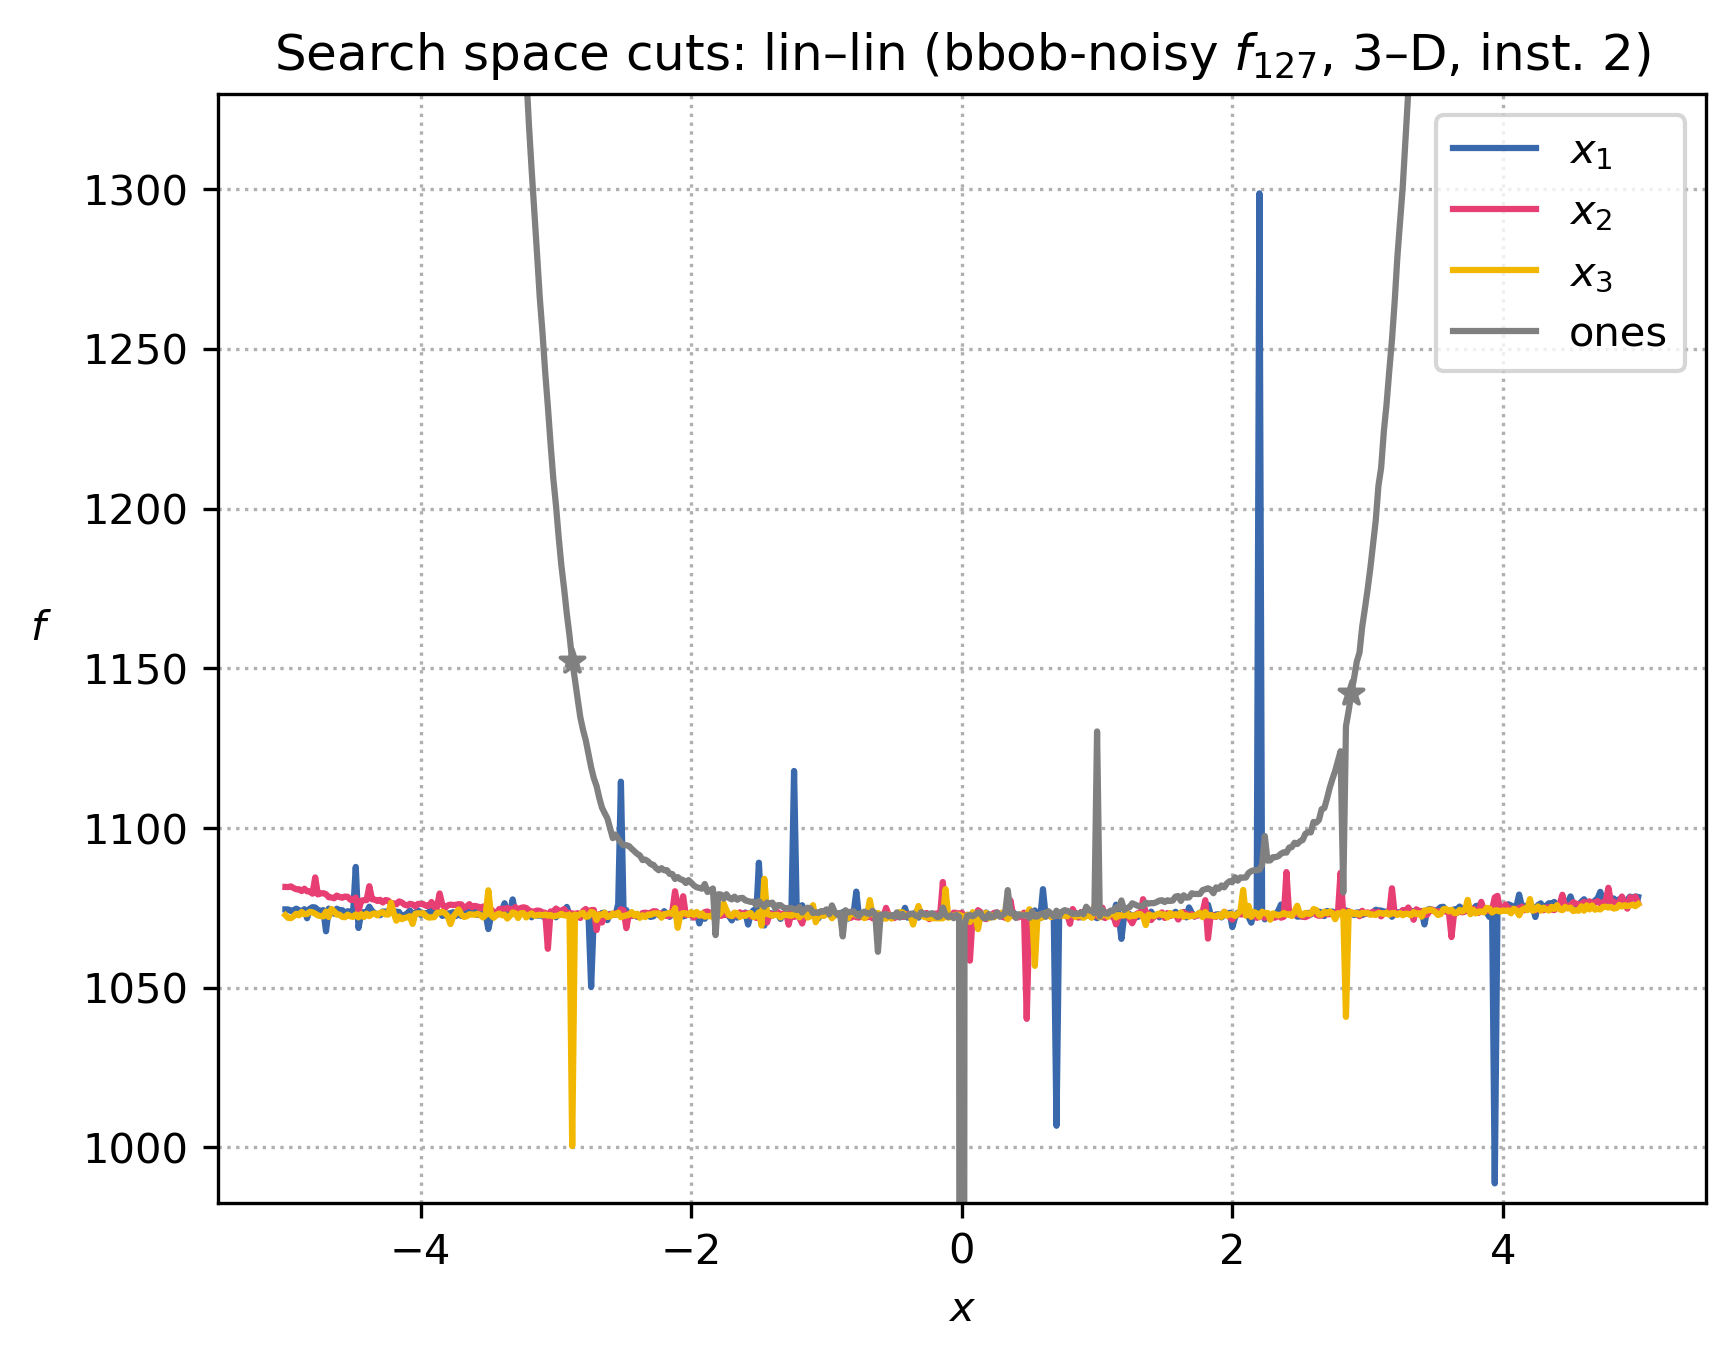 Search space cuts: lin–lin (bbob-noisy f₁₂₇, 3–D, inst. 2)
x₁
x₂
x₃
ones
f
1300
1250
1200
1150
1100
1050
1000
−4 −2 0 2 4
x